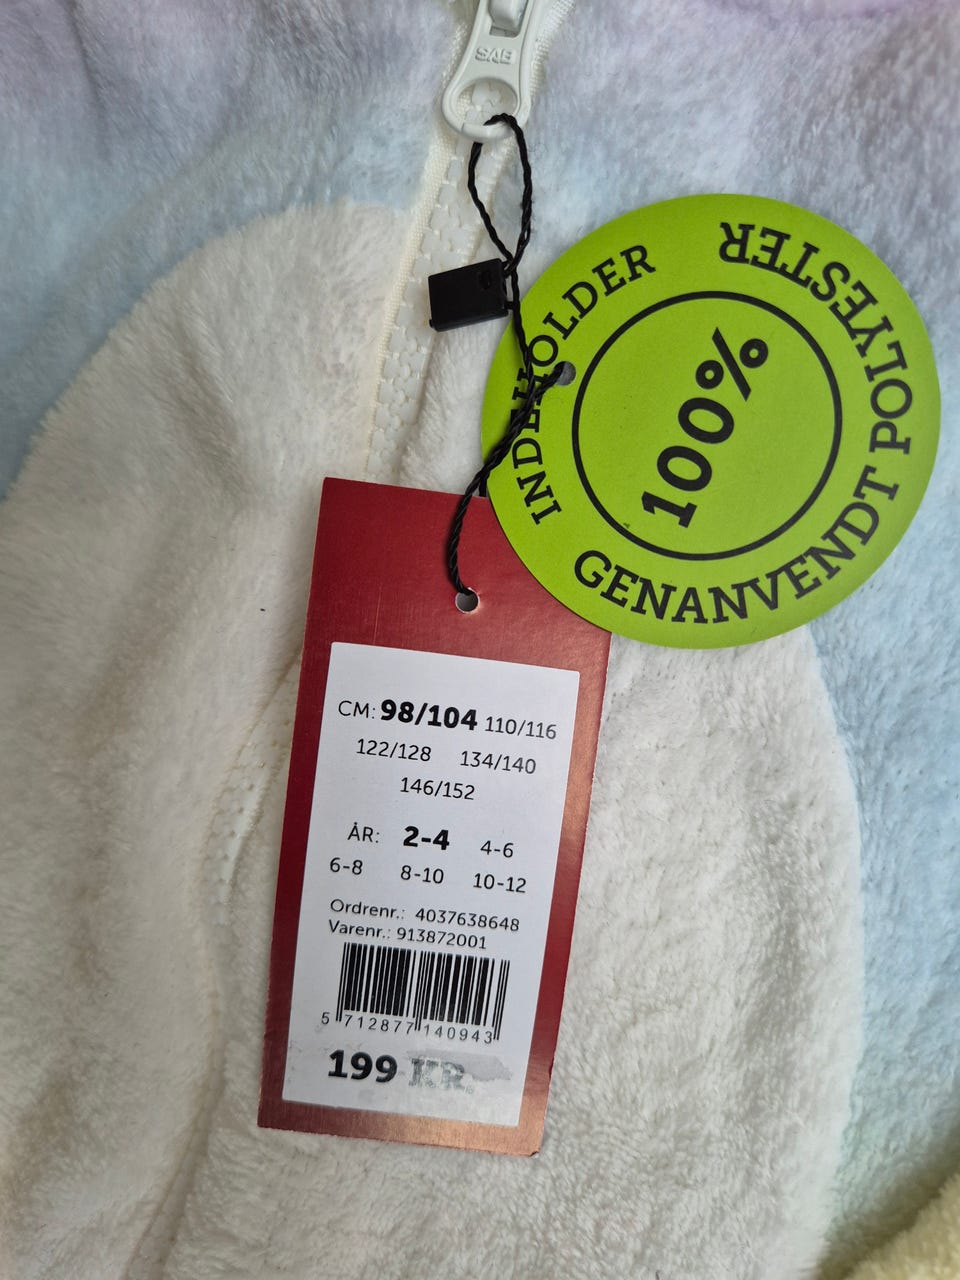 INDEHOLDER
100%
GENANVENDT POLYESTER
CM: 98/104 110/116
122/128 134/140
146/152
ÅR: 2-4 4-6
6-8 8-10 10-12
Ordrenr.: 4037638648
Varenr.: 913872001
5 712877 140943
199 KR.